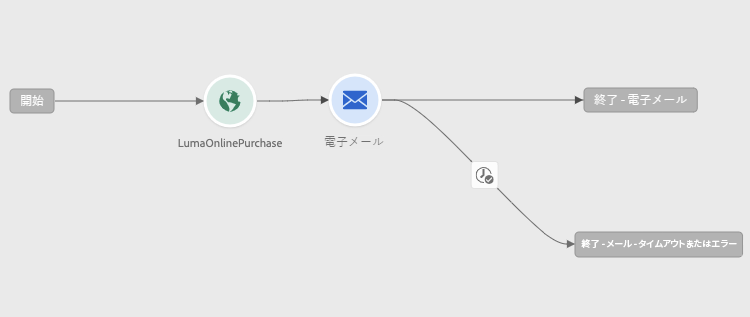 開始
LumaOnlinePurchase
電子メール
終了 - 電子メール
終了 - メール - タイムアウトまたはエラー